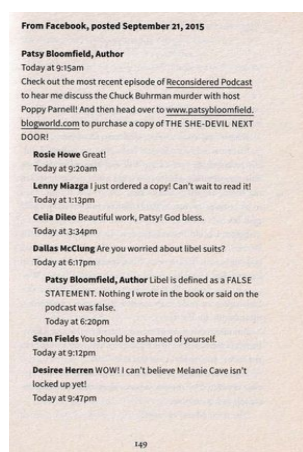 From Facebook, posted September 21, 2015
Patsy Bloomfield, Author
Today at 9:15am
Check out the most recent episode of Reconsidered Podcast
to hear me discuss the Chuck Buhrman murder with host
Poppy Parnell! And then head over to www.patsybloomfield.
blogworld.com to purchase a copy of THE SHE-DEVIL NEXT
DOOR!
Rosie Howe Great!
Today at 9:20am
Lenny Miazga I just ordered a copy! Can't wait to read it!
Today at 1:13pm
Celia Dileo Beautiful work, Patsy! God bless.
Today at 3:34pm
Dallas McClung Are you worried about libel suits?
Today at 6:17pm
Patsy Bloomfield, Author Libel is defined as a FALSE
STATEMENT. Nothing I wrote in the book or said on the
podcast was false.
Today at 6:20pm
Sean Fields You should be ashamed of yourself.
Today at 9:12pm
Desiree Herren WOW! I can't believe Melanie Cave isn't
locked up yet!
Today at 9:47pm
149